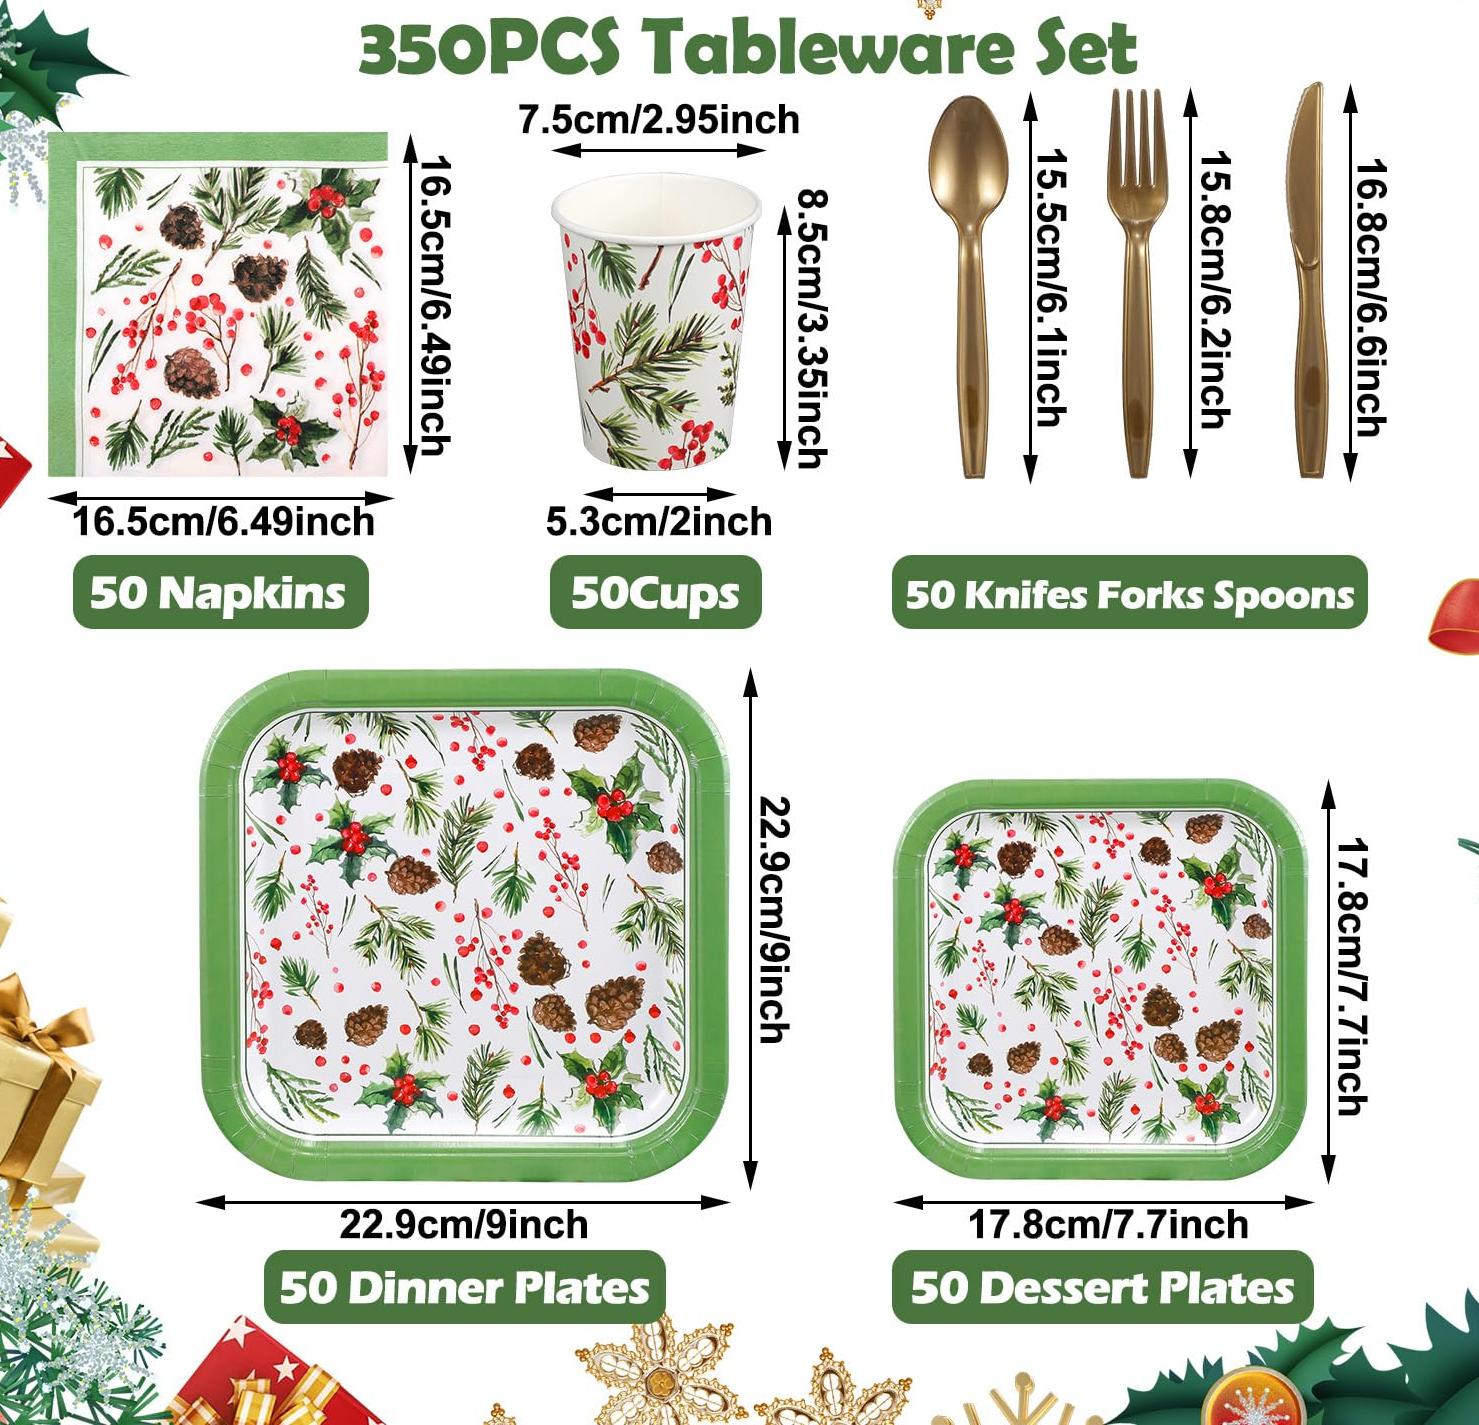 350PCS Tableware Set
7.5cm/2.95inch
16.5cm/6.49inch
8.5cm/3.35inch
15.5cm/6.1inch
15.8cm/6.2inch
16.8cm/6.6inch
16.5cm/6.49inch
5.3cm/2inch
50 Napkins
50Cups
50 Knifes Forks Spoons
22.9cm/9inch
17.8cm/7.7inch
22.9cm/9inch
17.8cm/7.7inch
50 Dinner Plates
50 Dessert Plates